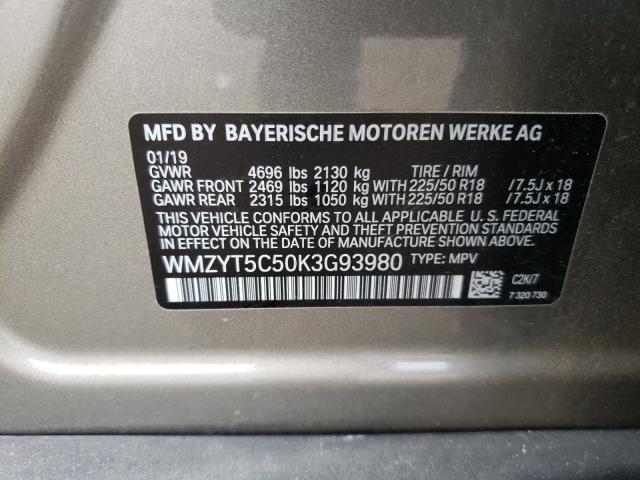 MFD BY BAYERISCHE MOTOREN WERKE AG
01/19
GVWR 4696 lbs 2130 kg TIRE / RIM
GAWR FRONT 2469 lbs 1120 kg WITH 225/50 R18 / 7.5J x 18
GAWR REAR 2315 lbs 1050 kg WITH 225/50 R18 / 7.5J x 18
THIS VEHICLE CONFORMS TO ALL APPLICABLE U. S. FEDERAL
MOTOR VEHICLE SAFETY, BUMPER, AND THEFT PREVENTION STANDARDS
IN EFFECT ON THE DATE OF MANUFACTURE SHOWN ABOVE.
WMZYT5C50K3G93980 TYPE: MPV
C2K/7
7 320 730